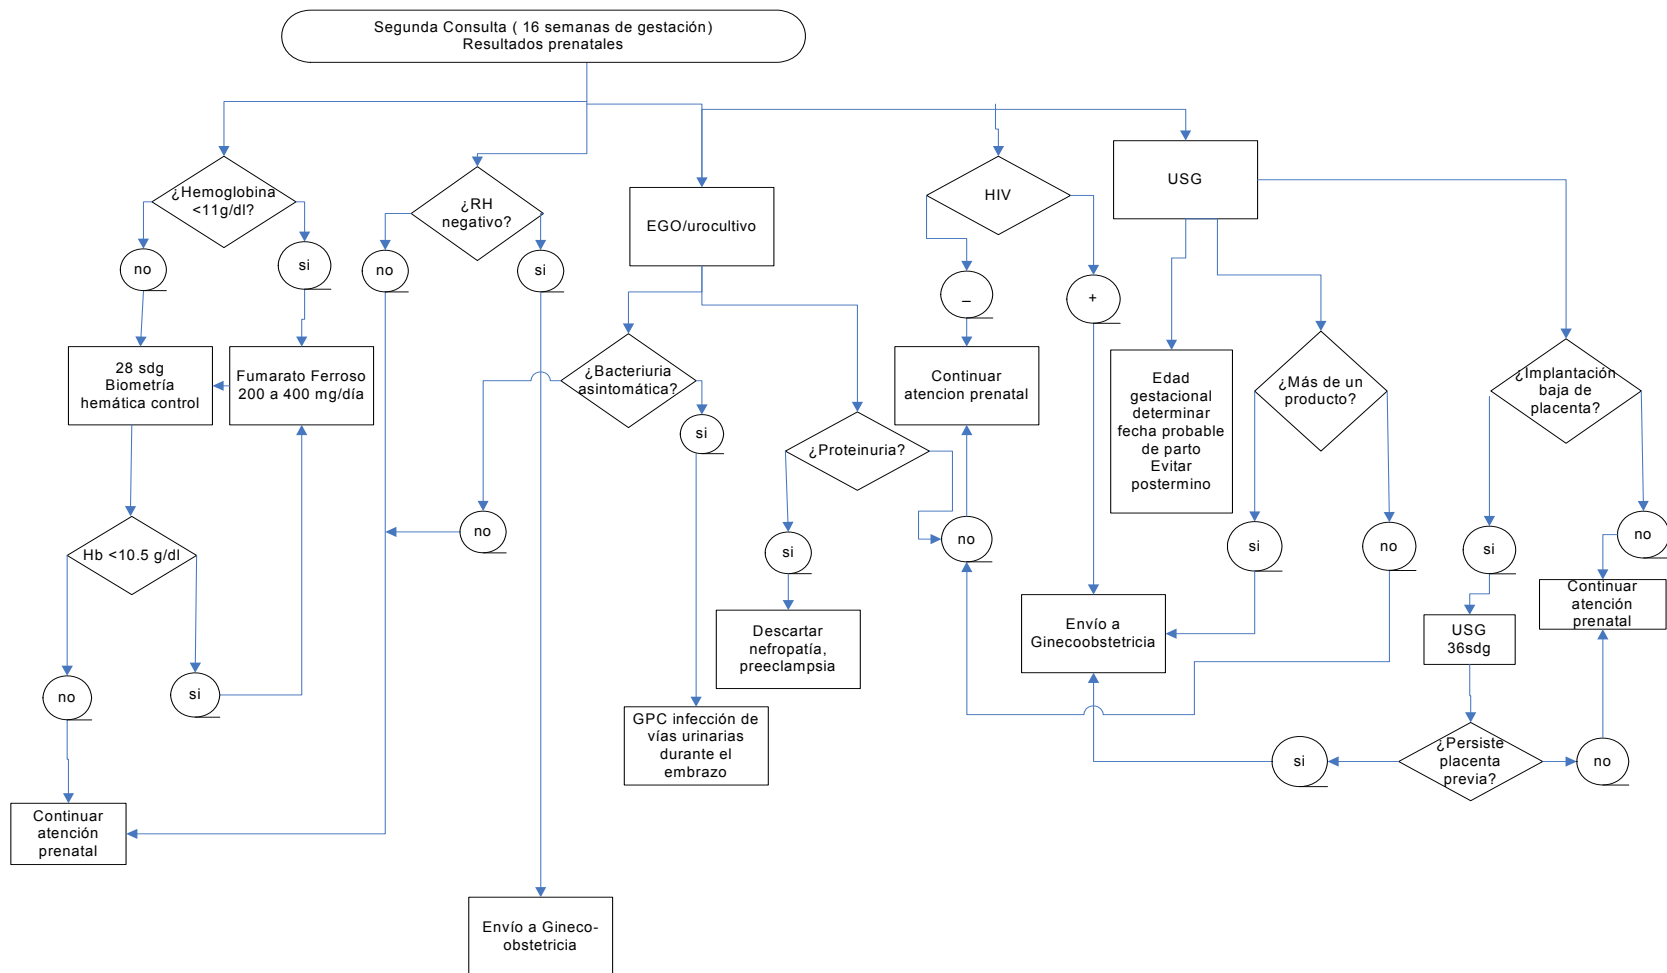 Segunda Consulta ( 16 semanas de gestación)
Resultados prenatales
¿Hemoglobina
<11g/dl?
no
si
28 sdg
Biometría
hemática control
Fumarato Ferroso
200 a 400 mg/día
Hb <10.5 g/dl
no
si
Continuar
atención
prenatal
¿RH
negativo?
no
si
Envío a Gineco-
obstetricia
EGO/urocultivo
¿Bacteriuria
asintomática?
no
si
GPC infección de
vías urinarias
durante el
embrazo
¿Proteinuria?
si
no
Descartar
nefropatía,
preeclampsia
HIV
_
+
Continuar
atencion prenatal
Envío a
Ginecoobstetricia
USG
Edad
gestacional
determinar
fecha probable
de parto
Evitar
postermino
¿Más de un
producto?
si
no
¿Implantación
baja de
placenta?
si
no
USG
36sdg
Continuar
atención
prenatal
¿Persiste
placenta
previa?
si
no